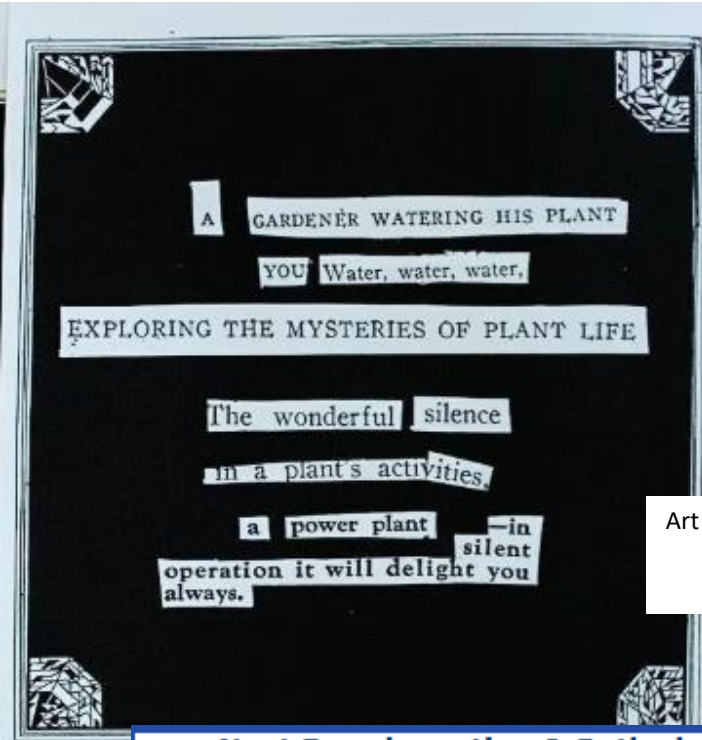 A GARDENER WATERING HIS PLANT
YOU Water, water, water,
EXPLORING THE MYSTERIES OF PLANT LIFE
The wonderful silence
in a plant's activities,
a power plant —in
silent
operation it will delight you
always.
Art